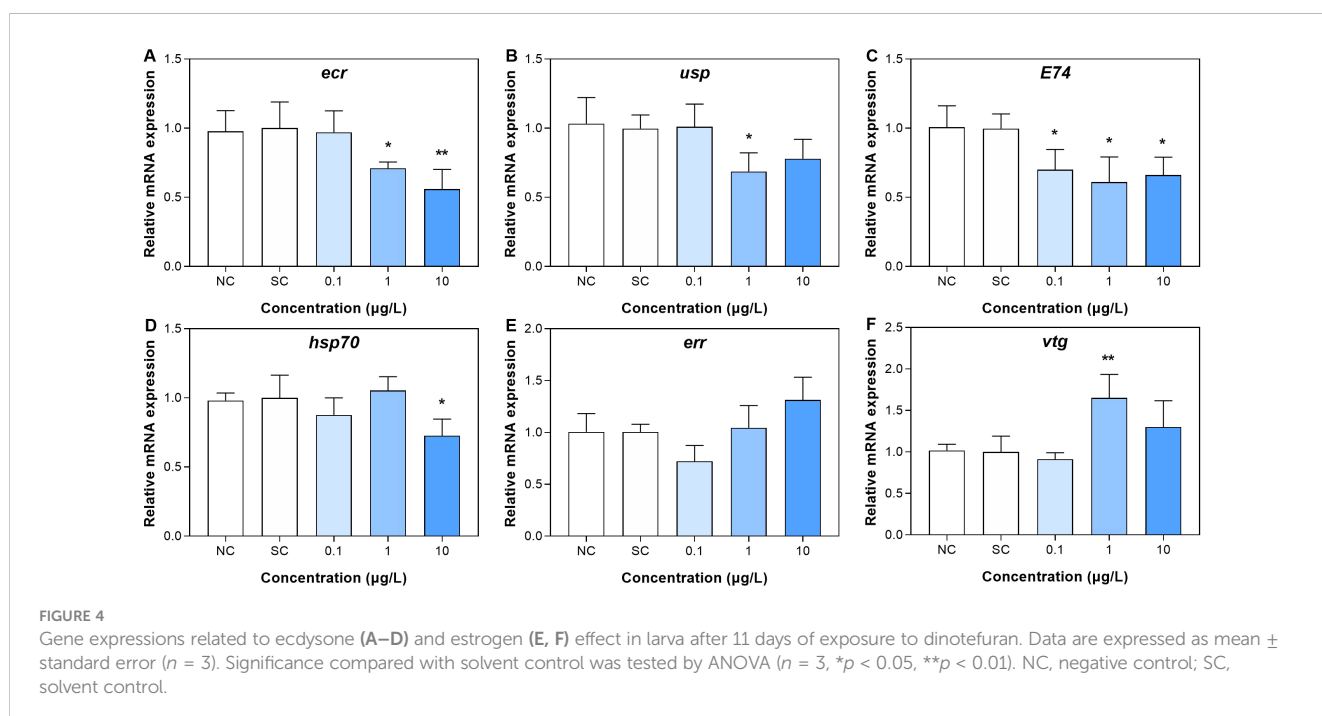 A
ecr
1.5
1.0
0.5
0.0
Relative mRNA expression
*
**
NC SC 0.1 1 10
Concentration (µg/L)
B
usp
1.5
1.0
0.5
0.0
Relative mRNA expression
*
NC SC 0.1 1 10
Concentration (µg/L)
C
E74
1.5
1.0
0.5
0.0
Relative mRNA expression
* * *
NC SC 0.1 1 10
Concentration (µg/L)
D
hsp70
1.5
1.0
0.5
0.0
Relative mRNA expression
*
NC SC 0.1 1 10
Concentration (µg/L)
E
err
2.0
1.5
1.0
0.5
0.0
Relative mRNA expression
NC SC 0.1 1 10
Concentration (µg/L)
F
vtg
2.5
2.0
1.5
1.0
0.5
0.0
Relative mRNA expression
**
NC SC 0.1 1 10
Concentration (µg/L)
FIGURE 4
Gene expressions related to ecdysone (A–D) and estrogen (E, F) effect in larva after 11 days of exposure to dinotefuran. Data are expressed as mean ±
standard error (n = 3). Significance compared with solvent control was tested by ANOVA (n = 3, *p < 0.05, **p < 0.01). NC, negative control; SC,
solvent control.